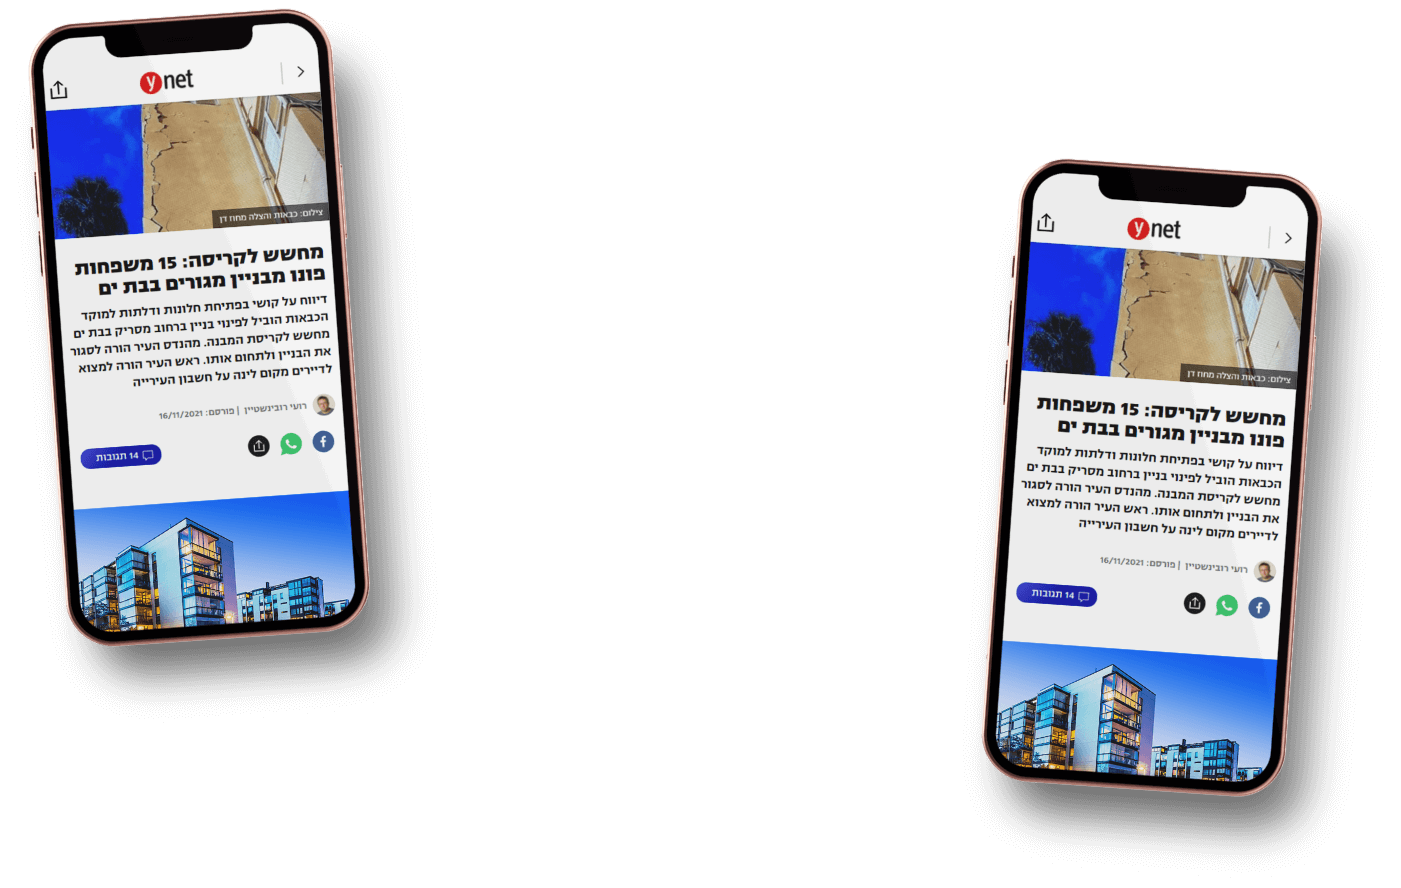 ynet
צילום: כבאות והצלה מחוז דן
מחשש לקריסה: 15 משפחות
פונו מבניין מגורים בבת ים
דיווח על קושי בפתיחת חלונות ודלתות למוקד
הכבאות הוביל לפינוי בניין ברחוב מסריק בבת ים
מחשש לקריסת המבנה. מהנדס העיר הורה לסגור
את הבניין ולתחום אותו. ראש העיר הורה למצוא
לדיירים מקום לינה על חשבון העירייה
רועי רובינשטיין | פורסם: 16/11/2021
14 תגובות
ynet
צילום: כבאות והצלה מחוז דן
מחשש לקריסה: 15 משפחות
פונו מבניין מגורים בבת ים
דיווח על קושי בפתיחת חלונות ודלתות למוקד
הכבאות הוביל לפינוי בניין ברחוב מסריק בבת ים
מחשש לקריסת המבנה. מהנדס העיר הורה לסגור
את הבניין ולתחום אותו. ראש העיר הורה למצוא
לדיירים מקום לינה על חשבון העירייה
רועי רובינשטיין | פורסם: 16/11/2021
14 תגובות